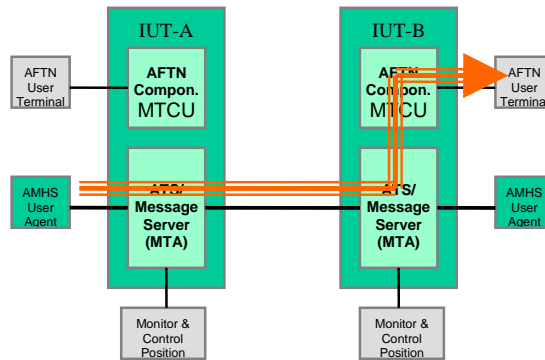 IUT-A
IUT-B
AFTN
User
Terminal
AFTN
Compon.
MTCU
AFTN
Compon.
MTCU
AFTN
User
Terminal
AMHS
User
Agent
ATS/
Message
Server
(MTA)
ATS/
Message
Server
(MTA)
AMHS
User
Agent
Monitor &
Control
Position
Monitor &
Control
Position